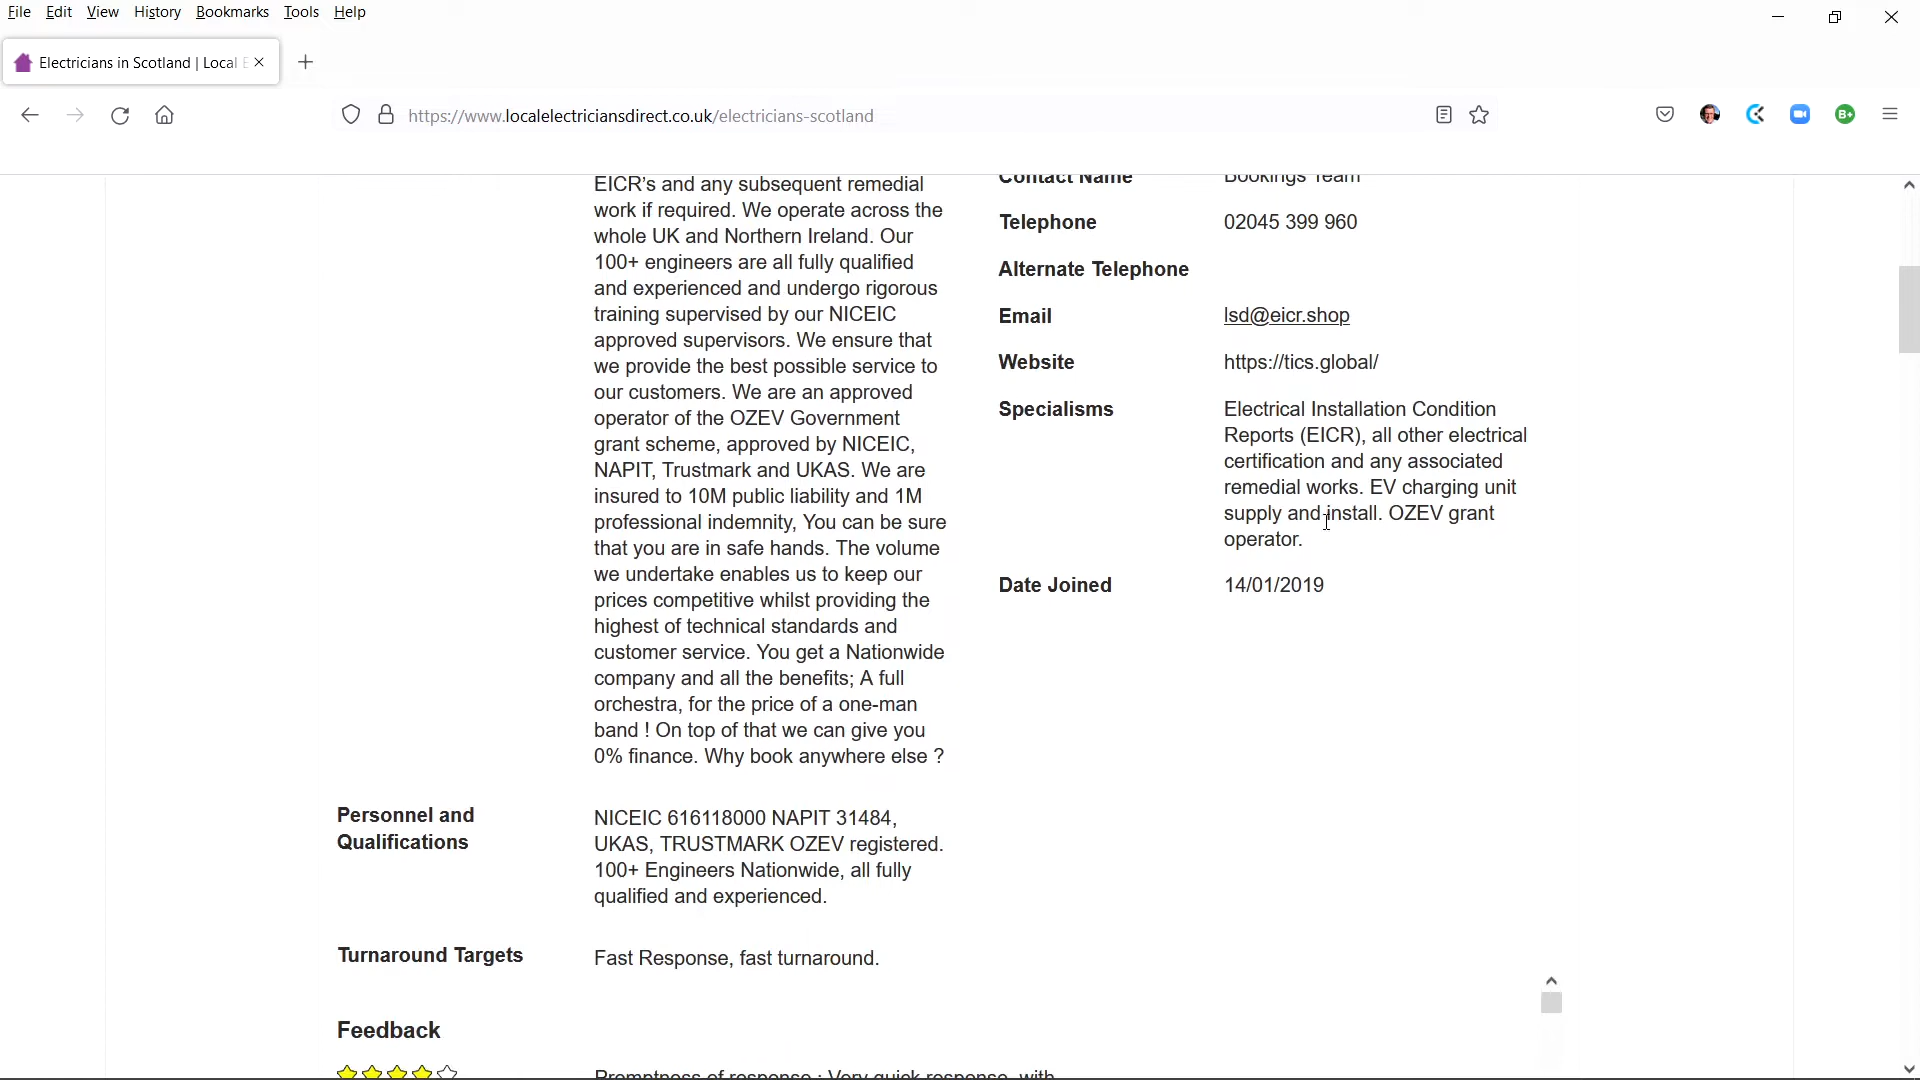 File Edit View History Bookmarks Tools Help
Electricians in Scotland | Local E
https://www.localelectriciansdirect.co.uk/electricians-scotland
B+
EICR's and any subsequent remedial
work if required. We operate across the
whole UK and Northern Ireland. Our
100+ engineers are all fully qualified
and experienced and undergo rigorous
training supervised by our NICEIC
approved supervisors. We ensure that
we provide the best possible service to
our customers. We are an approved
operator of the OZEV Government
grant scheme, approved by NICEIC,
NAPIT, Trustmark and UKAS. We are
insured to 10M public liability and 1M
professional indemnity, You can be sure
that you are in safe hands. The volume
we undertake enables us to keep our
prices competitive whilst providing the
highest of technical standards and
customer service. You get a Nationwide
company and all the benefits; A full
orchestra, for the price of a one-man
band ! On top of that we can give you
0% finance. Why book anywhere else ?
Contact Name Bookings Team
Telephone 02045 399 960
Alternate Telephone
Email lsd@eicr.shop
Website https://tics.global/
Specialisms Electrical Installation Condition
Reports (EICR), all other electrical
certification and any associated
remedial works. EV charging unit
supply and install. OZEV grant
operator.
Date Joined 14/01/2019
Personnel and
Qualifications
NICEIC 616118000 NAPIT 31484,
UKAS, TRUSTMARK OZEV registered.
100+ Engineers Nationwide, all fully
qualified and experienced.
Turnaround Targets Fast Response, fast turnaround.
Feedback
Promptness of response : Very quick response, with